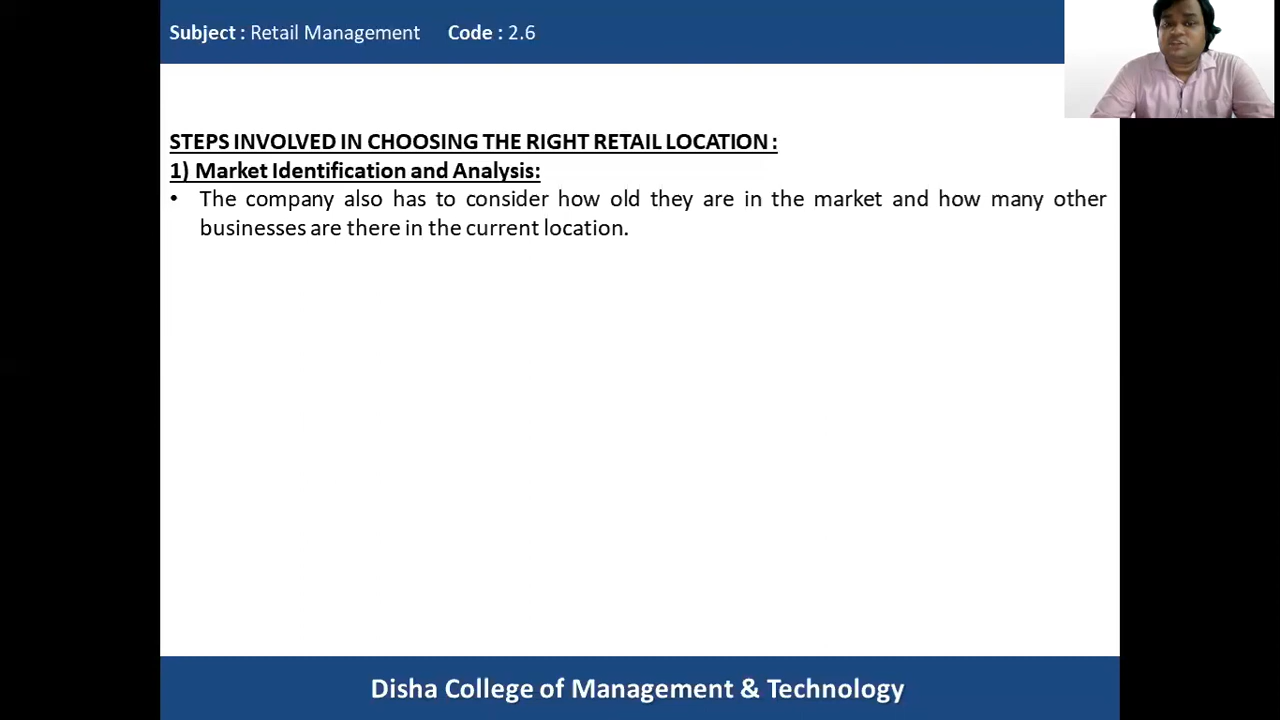 Subject : Retail Management Code : 2.6
STEPS INVOLVED IN CHOOSING THE RIGHT RETAIL LOCATION :
1) Market Identification and Analysis:
• The company also has to consider how old they are in the market and how many other
businesses are there in the current location.
Disha College of Management & Technology